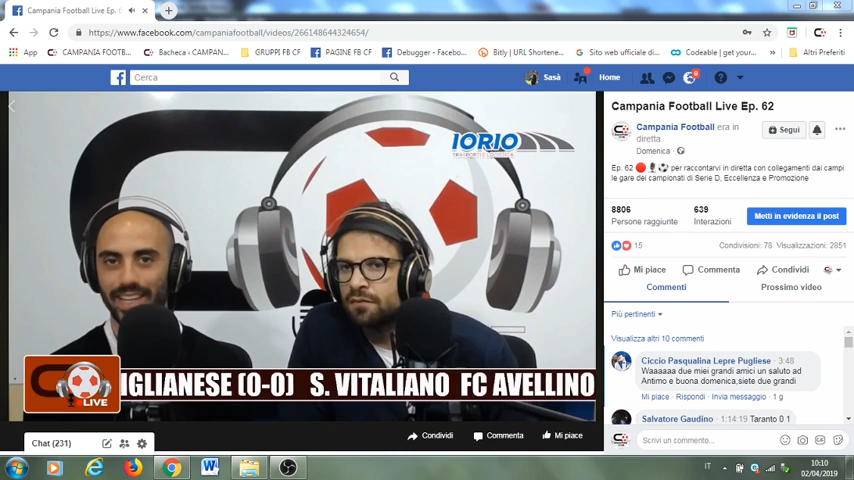 Campania Football Live Ep. 6
https://www.facebook.com/campaniafootball/videos/266148644324654/
App
CAMPANIA FOOTB...
Bacheca - CAMPAN...
GRUPPI FB CF
PAGINE FB CF
Debugger - Faceboo...
Bitly | URL Shortene...
Sito web ufficiale di...
Codeable | get your...
Altri Preferiti
Cerca
Sasà
Home
IORIO
IGLIANESE (0-0) S. VITALIANO FC AVELLINO
LIVE
Condividi
Commenta
Mi piace
Chat (231)
Campania Football Live Ep. 62
Campania Football era in
diretta.
Domenica
Segui
Ep. 62 per raccontarvi in diretta con collegamenti dai campi
le gare dei campionati di Serie D, Eccellenza e Promozione
8806
Persone raggiunte
639
Interazioni
Metti in evidenza il post
15
Condivisioni: 78 Visualizzazioni: 2851
Mi piace
Commenta
Condividi
Commenti
Prossimo video
Più pertinenti
Visualizza altri 10 commenti
Ciccio Pasqualina Lepre Pugliese 3:48
Waaaaaa due miei grandi amici un saluto ad
Antimo e buona domenica,siete due grandi
Mi piace · Rispondi · Invia messaggio · 1 g
Salvatore Gaudino 1:14:19 Taranto 0 1
Scrivi un commento...
IT
10:10
02/04/2019